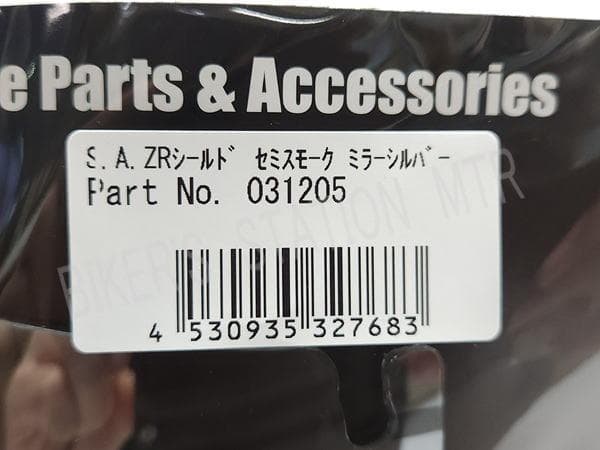 e Parts & Accessories
S.A.ZRｼｰﾙﾄﾞ ｾﾐｽﾓｰｸ ﾐﾗｰｼﾙﾊﾞｰ
Part No. 031205
BIKER'S STATION MTR
4 530935 327683